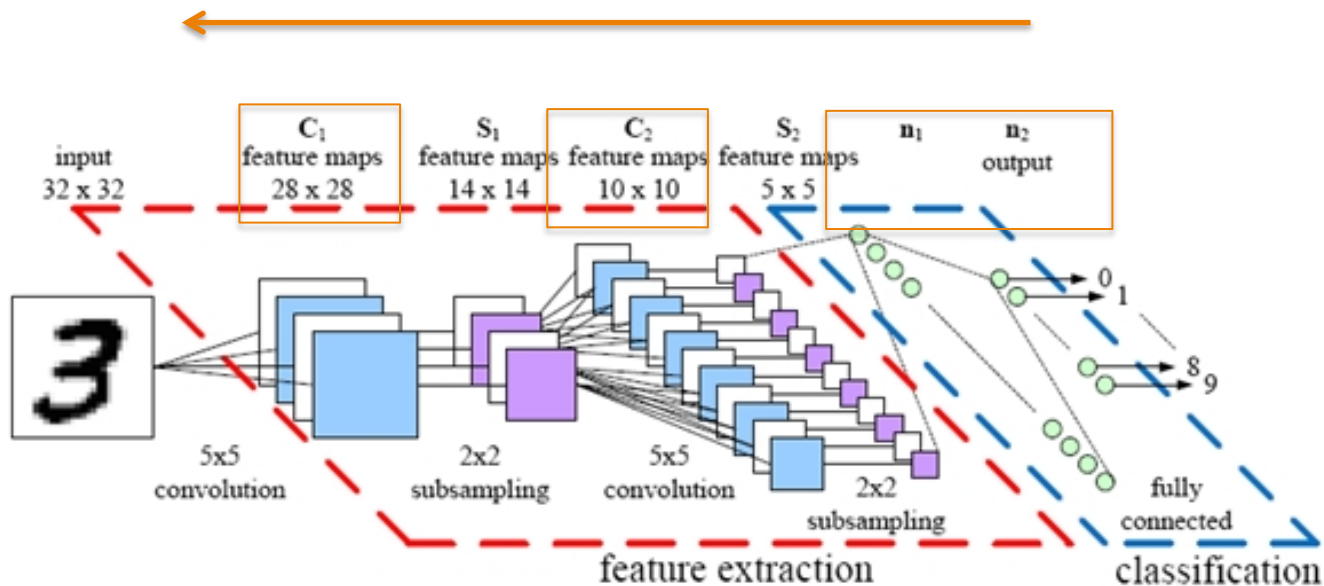 C₁
feature maps
28 x 28
S₁
feature maps
14 x 14
C₂
feature maps
10 x 10
S₂
feature maps
5 x 5
n₁
n₂
output
input
32 x 32
3
0
1
8
9
5x5
convolution
2x2
subsampling
5x5
convolution
2x2
subsampling
fully
connected
feature extraction
classification